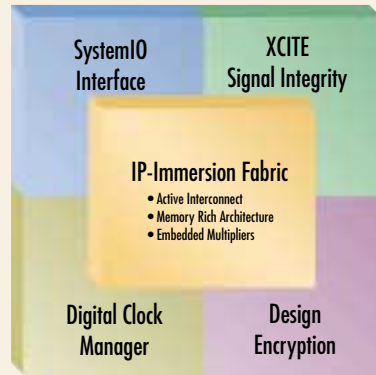 SystemIO
Interface
XCITE
Signal Integrity
IP-Immersion Fabric
• Active Interconnect
• Memory Rich Architecture
• Embedded Multipliers
Digital Clock
Manager
Design
Encryption